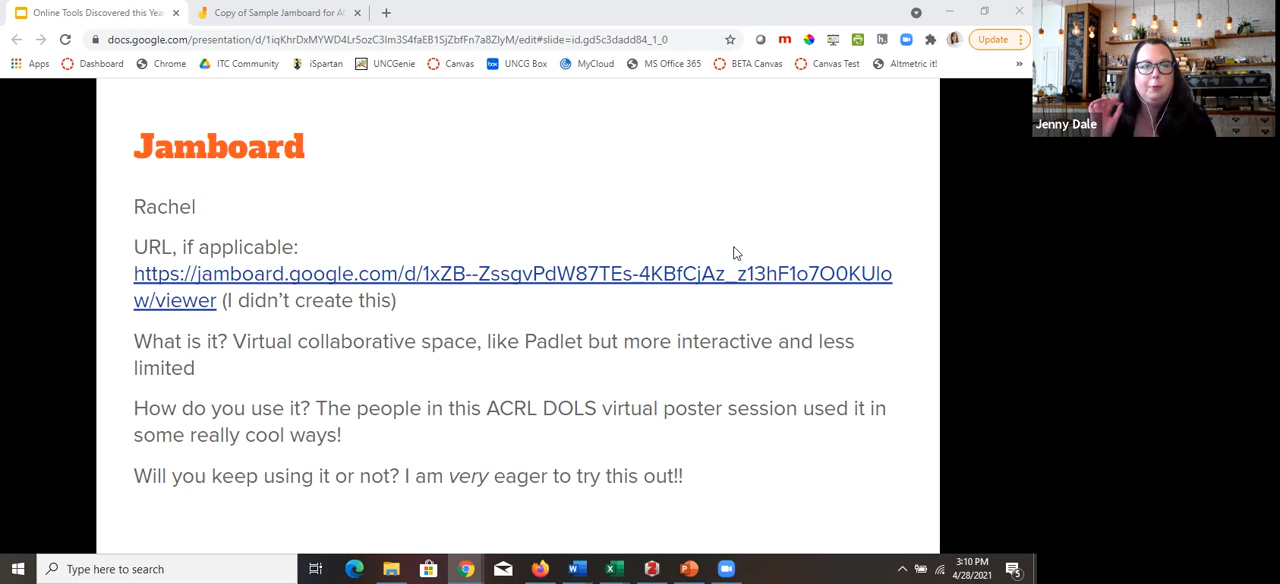 Online Tools Discovered this Yea
Copy of Sample Jamboard for AC
docs.google.com/presentation/d/1iqKhrDxMYWD4Lr5ozC3Im3S4faEB1SjZbfFn7a8ZlyM/edit#slide=id.gd5c3dadd84_1_0
Update
Apps
Dashboard
Chrome
ITC Community
iSpartan
UNCGenie
Canvas
UNCG Box
MyCloud
MS Office 365
BETA Canvas
Canvas Test
Altmetric it!
»
Jenny Dale
Jamboard
Rachel
URL, if applicable:
https://jamboard.google.com/d/1xZB--ZssgvPdW87TEs-4KBfCjAz_z13hF1o7O0KUlo
w/viewer (I didn't create this)
What is it? Virtual collaborative space, like Padlet but more interactive and less
limited
How do you use it? The people in this ACRL DOLS virtual poster session used it in
some really cool ways!
Will you keep using it or not? I am very eager to try this out!!
Type here to search
3:10 PM
4/28/2021
5